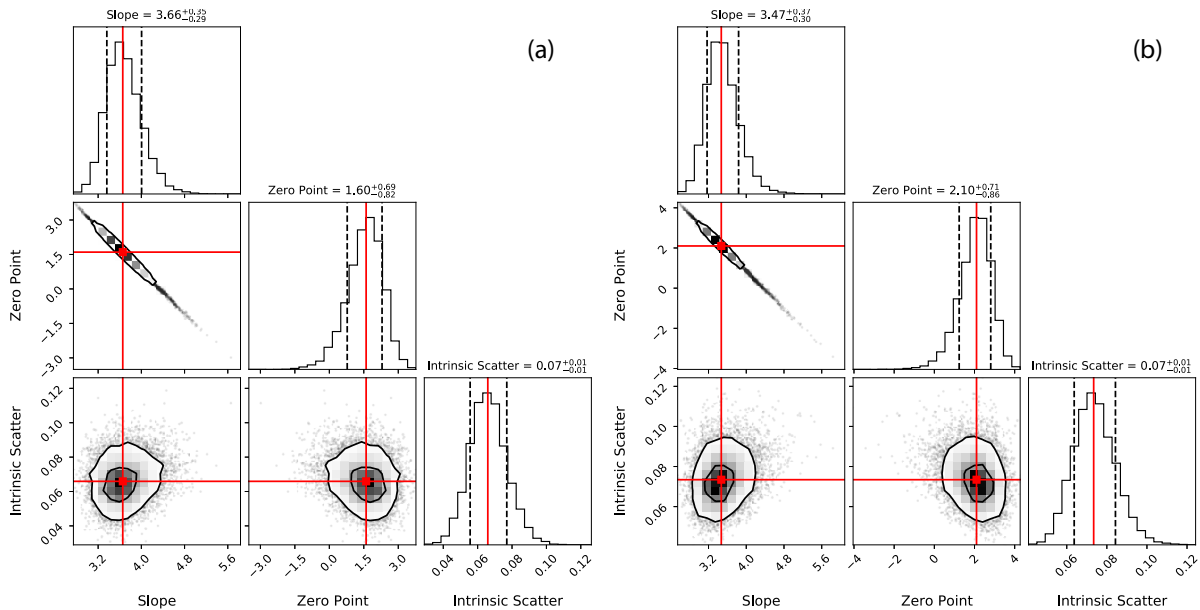 Slope = 3.66^{+0.35}_{-0.29}
(a)
Zero Point = 1.60^{+0.69}_{-0.82}
Zero Point
3.0
1.5
0.0
−1.5
−3.0
Intrinsic Scatter = 0.07^{+0.01}_{-0.01}
Intrinsic Scatter
0.12
0.10
0.08
0.06
0.04
3.2 4.0 4.8 5.6
Slope
−3.0 −1.5 0.0 1.5 3.0
Zero Point
0.04 0.06 0.08 0.10 0.12
Intrinsic Scatter
Slope = 3.47^{+0.37}_{-0.30}
(b)
Zero Point = 2.10^{+0.71}_{-0.86}
Zero Point
4
2
0
−2
−4
Intrinsic Scatter = 0.07^{+0.01}_{-0.01}
Intrinsic Scatter
0.12
0.10
0.08
0.06
3.2 4.0 4.8 5.6
Slope
−4 −2 0 2 4
Zero Point
0.06 0.08 0.10 0.12
Intrinsic Scatter